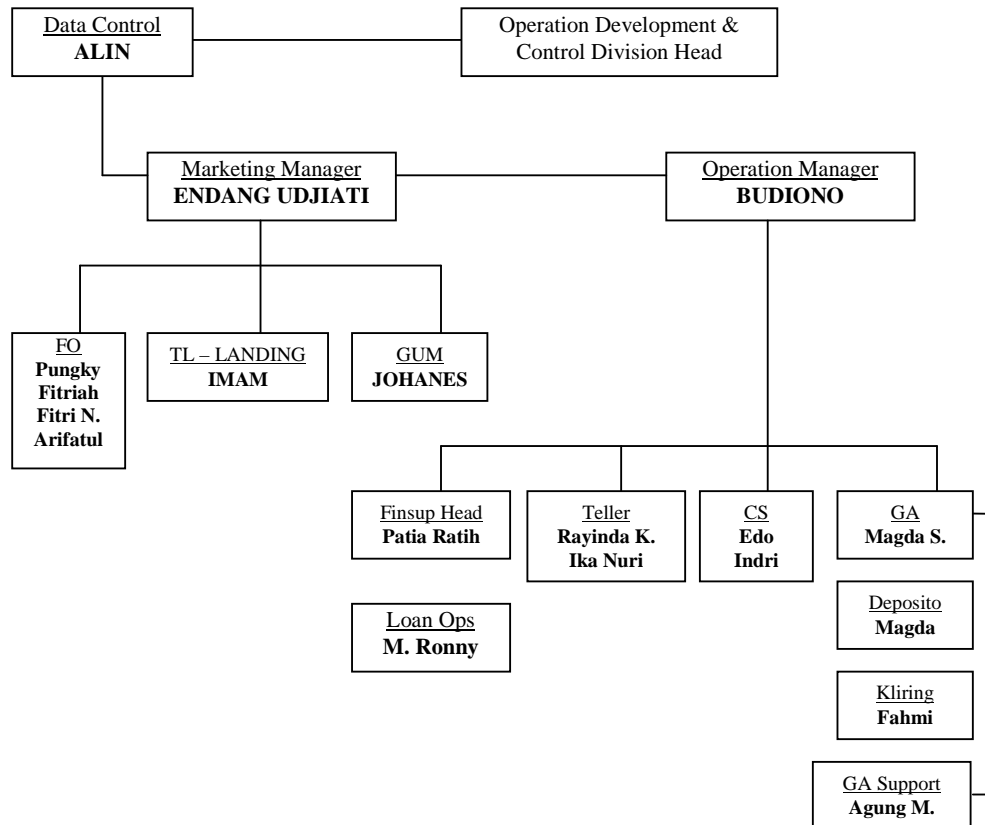 Data Control
ALIN
Operation Development &
Control Division Head
Marketing Manager
ENDANG UDJIATI
Operation Manager
BUDIONO
FO
Pungky
Fitriah
Fitri N.
Arifatul
TL – LANDING
IMAM
GUM
JOHANES
Finsup Head
Patia Ratih
Teller
Rayinda K.
Ika Nuri
CS
Edo
Indri
GA
Magda S.
Loan Ops
M. Ronny
Deposito
Magda
Kliring
Fahmi
GA Support
Agung M.